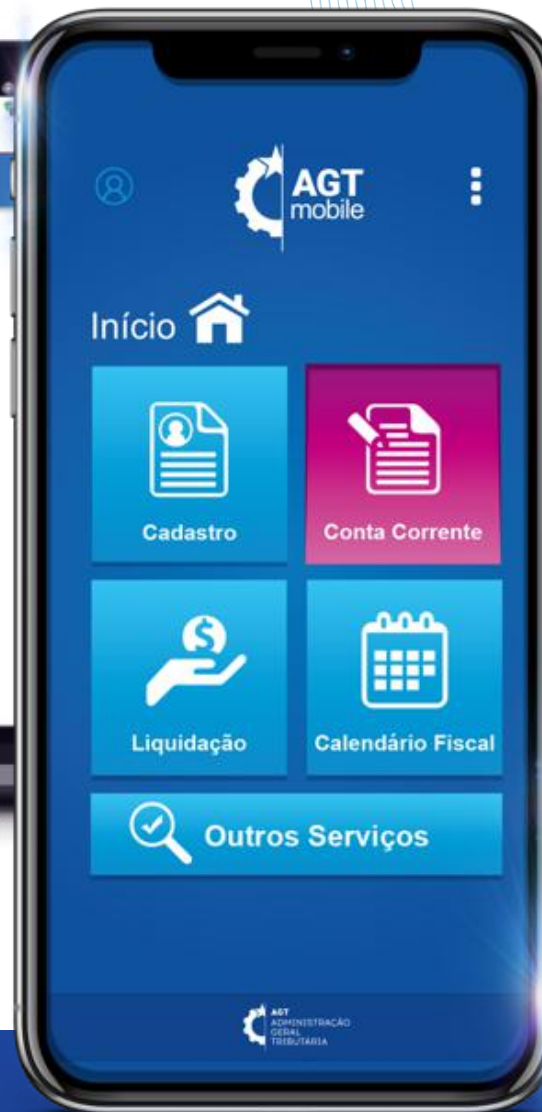 AGT
mobile
Início
Cadastro
Conta Corrente
Liquidação
Calendário Fiscal
Outros Serviços
AGT
ADMINISTRAÇÃO
GERAL
TRIBUTÁRIA